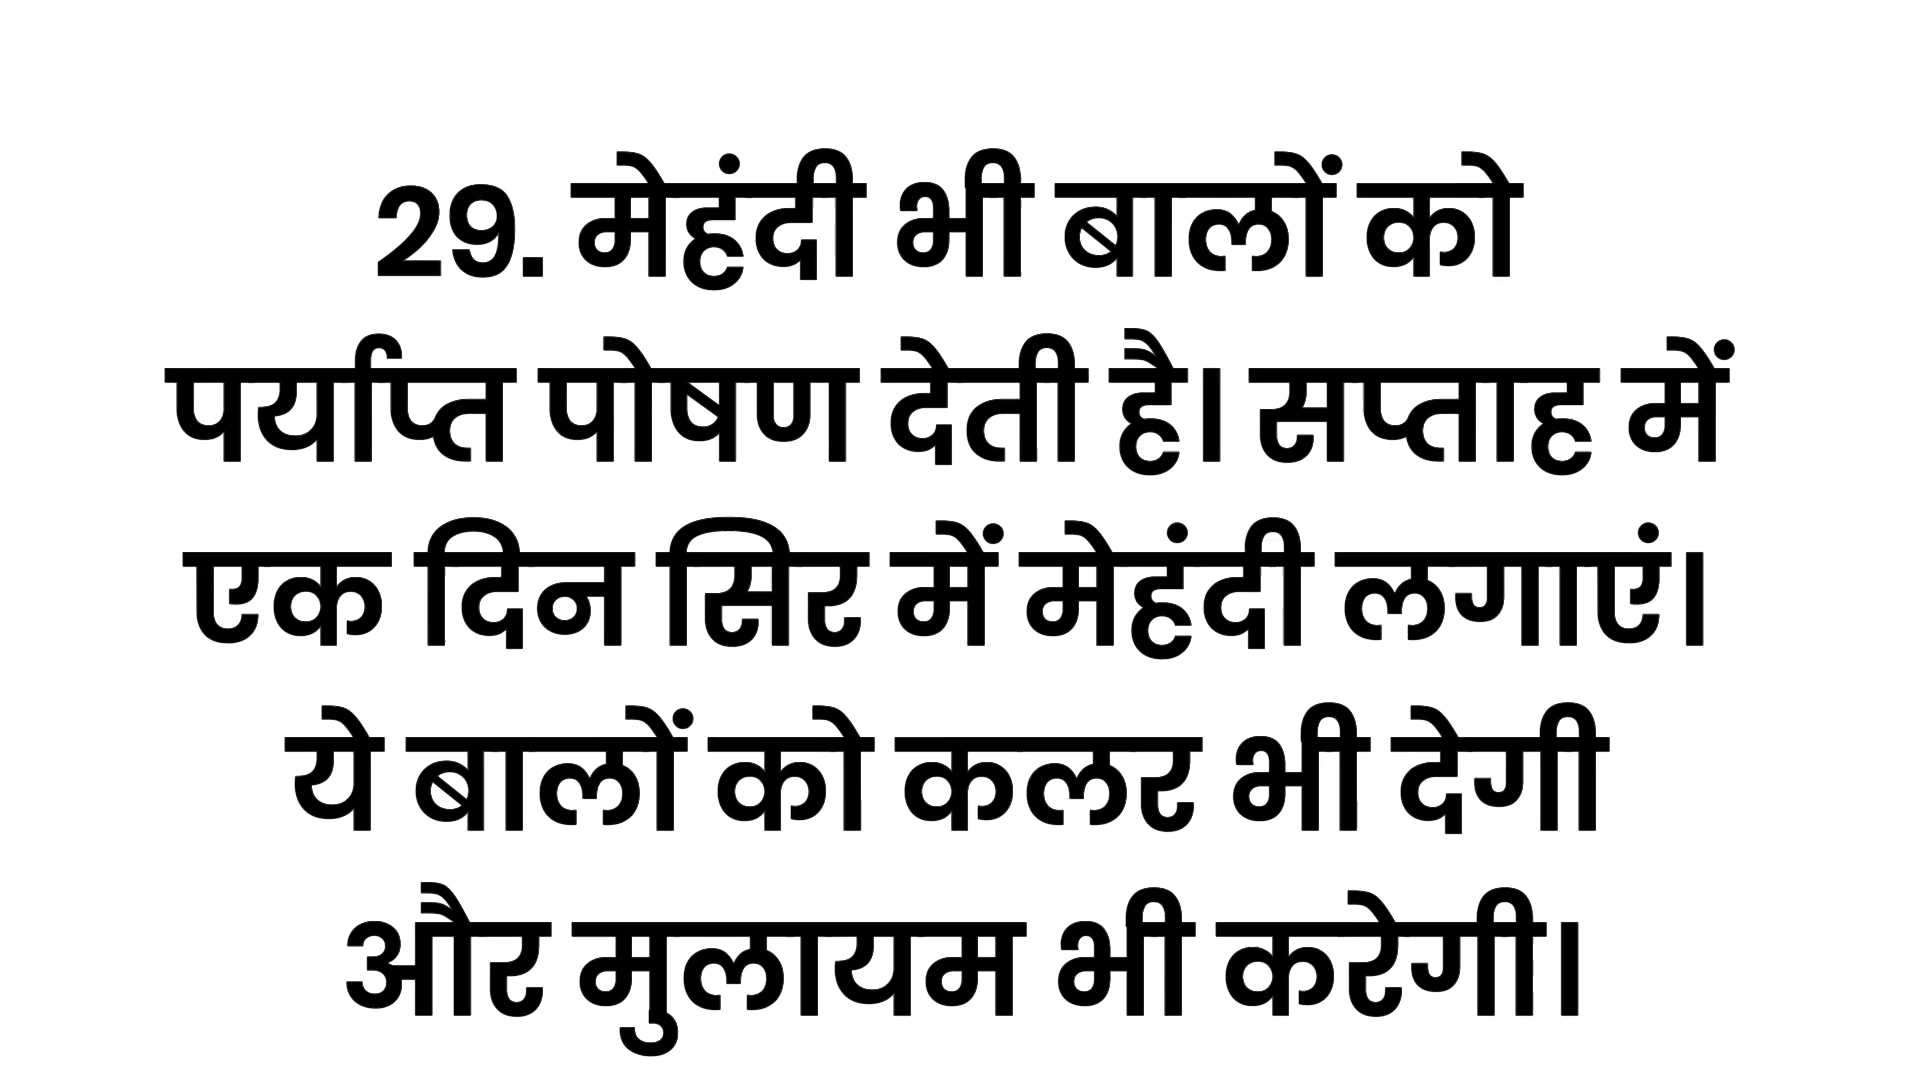 29. मेहंदी भी बालों को
पर्याप्त पोषण देती है। सप्ताह में
एक दिन सिर में मेहंदी लगाएं।
ये बालों को कलर भी देगी
और मुलायम भी करेगी।